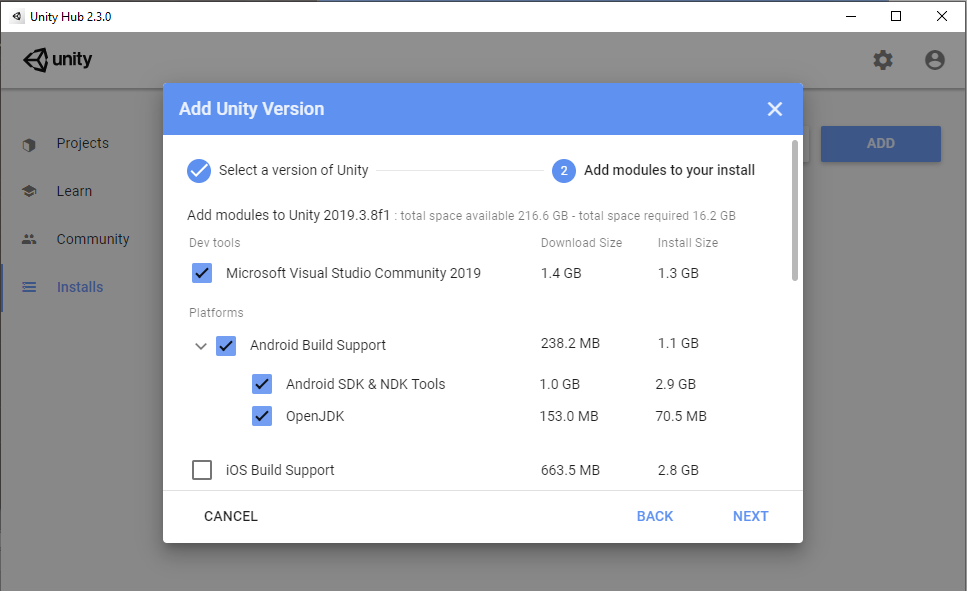 Unity Hub 2.3.0
unity
Add Unity Version
Projects
ADD
Select a version of Unity
2 Add modules to your install
Learn
Add modules to Unity 2019.3.8f1 : total space available 216.6 GB - total space required 16.2 GB
Community
Dev tools Download Size Install Size
Microsoft Visual Studio Community 2019 1.4 GB 1.3 GB
Installs
Platforms
Android Build Support 238.2 MB 1.1 GB
Android SDK & NDK Tools 1.0 GB 2.9 GB
OpenJDK 153.0 MB 70.5 MB
iOS Build Support 663.5 MB 2.8 GB
CANCEL BACK NEXT